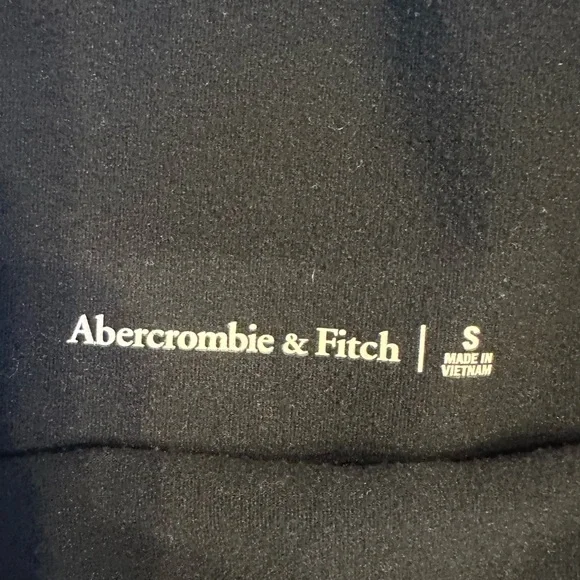 Abercrombie & Fitch | S
MADE IN
VIETNAM